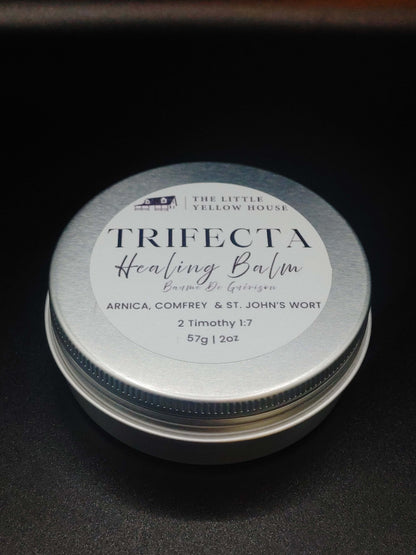 THE LITTLE
YELLOW HOUSE
TRIFECTA
Healing Balm
Baume De Guérison
ARNICA, COMFREY & ST. JOHN'S WORT
2 Timothy 1:7
57g | 2oz